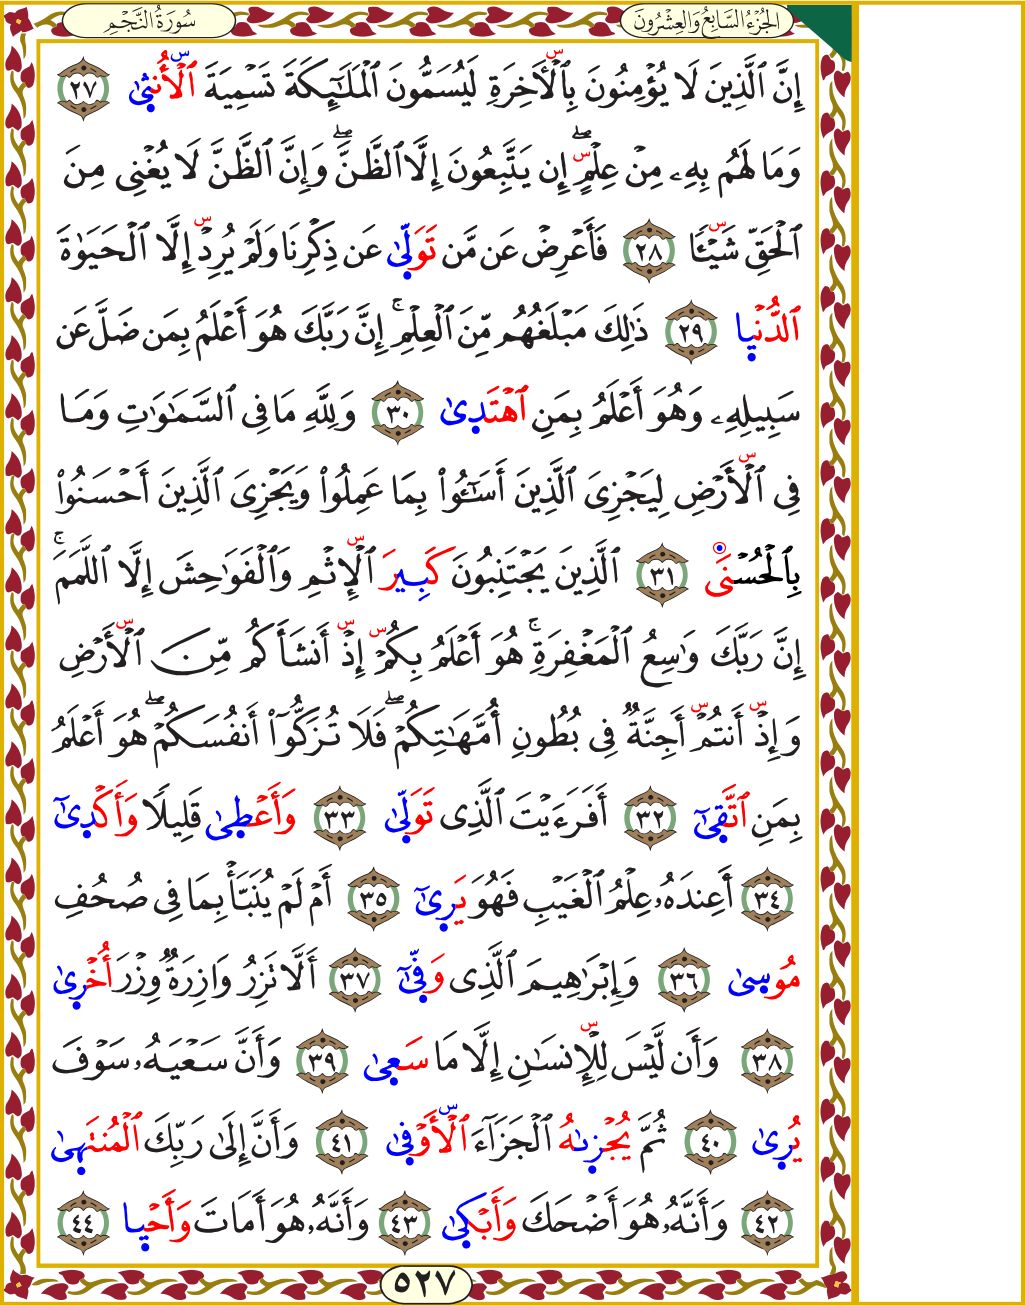 الجُزْءُ السَّابِعُ وَالعِشْرُونَ
سُورَةُ النَّجْمِ
إِنَّ ٱلَّذِينَ لَا يُؤْمِنُونَ بِٱلْأَخِرَةِ لَيُسَمُّونَ ٱلْمَلَـٰٓئِكَةَ تَسْمِيَةَ ٱلْأُنثَىٰ ٢٧
وَمَا لَهُم بِهِۦ مِنْ عِلْمٍ ۖ إِن يَتَّبِعُونَ إِلَّا ٱلظَّنَّ ۖ وَإِنَّ ٱلظَّنَّ لَا يُغْنِى مِنَ
ٱلْحَقِّ شَيْـًٔا ٢٨ فَأَعْرِضْ عَن مَّن تَوَلَّىٰ عَن ذِكْرِنَا وَلَمْ يُرِدْ إِلَّا ٱلْحَيَوٰةَ
ٱلدُّنْيَا ٢٩ ذَٰلِكَ مَبْلَغُهُم مِّنَ ٱلْعِلْمِ ۚ إِنَّ رَبَّكَ هُوَ أَعْلَمُ بِمَن ضَلَّ عَن
سَبِيلِهِۦ وَهُوَ أَعْلَمُ بِمَنِ ٱهْتَدَىٰ ٣٠ وَلِلَّهِ مَا فِى ٱلسَّمَـٰوَٰتِ وَمَا
فِى ٱلْأَرْضِ لِيَجْزِىَ ٱلَّذِينَ أَسَـٰٓـُٔوا۟ بِمَا عَمِلُوا۟ وَيَجْزِىَ ٱلَّذِينَ أَحْسَنُوا۟
بِٱلْحُسْنَى ٣١ ٱلَّذِينَ يَجْتَنِبُونَ كَبِيرَ ٱلْإِثْمِ وَٱلْفَوَٰحِشَ إِلَّا ٱللَّمَمَ ۚ
إِنَّ رَبَّكَ وَٰسِعُ ٱلْمَغْفِرَةِ ۚ هُوَ أَعْلَمُ بِكُمْ إِذْ أَنشَأَكُم مِّنَ ٱلْأَرْضِ
وَإِذْ أَنتُمْ أَجِنَّةٌ فِى بُطُونِ أُمَّهَـٰتِكُمْ ۖ فَلَا تُزَكُّوٓا۟ أَنفُسَكُمْ ۖ هُوَ أَعْلَمُ
بِمَنِ ٱتَّقَىٰٓ ٣٢ أَفَرَءَيْتَ ٱلَّذِى تَوَلَّىٰ ٣٣ وَأَعْطَىٰ قَلِيلًا وَأَكْدَىٰٓ
٣٤ أَعِندَهُۥ عِلْمُ ٱلْغَيْبِ فَهُوَ يَرَىٰٓ ٣٥ أَمْ لَمْ يُنَبَّأْ بِمَا فِى صُحُفِ
مُوسَىٰ ٣٦ وَإِبْرَٰهِيمَ ٱلَّذِى وَفَّىٰٓ ٣٧ أَلَّا تَزِرُ وَازِرَةٌ وِزْرَ أُخْرَىٰ
٣٨ وَأَن لَّيْسَ لِلْإِنسَـٰنِ إِلَّا مَا سَعَىٰ ٣٩ وَأَنَّ سَعْيَهُۥ سَوْفَ
يُرَىٰ ٤٠ ثُمَّ يُجْزَىٰهُ ٱلْجَزَآءَ ٱلْأَوْفَىٰ ٤١ وَأَنَّ إِلَىٰ رَبِّكَ ٱلْمُنتَهَىٰ
٤٢ وَأَنَّهُۥ هُوَ أَضْحَكَ وَأَبْكَىٰ ٤٣ وَأَنَّهُۥ هُوَ أَمَاتَ وَأَحْيَا ٤٤
٥٢٧